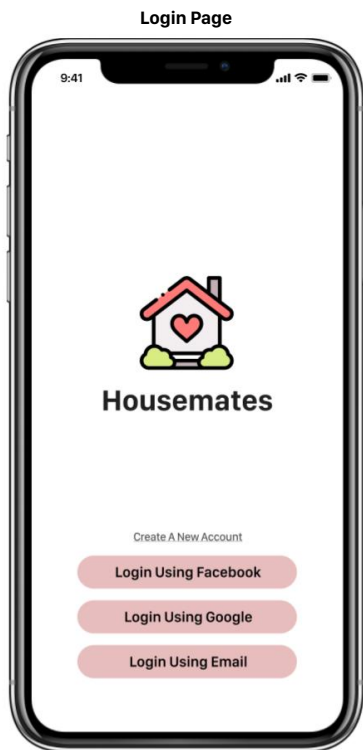 Login Page
9:41
Housemates
Create A New Account
Login Using Facebook
Login Using Google
Login Using Email